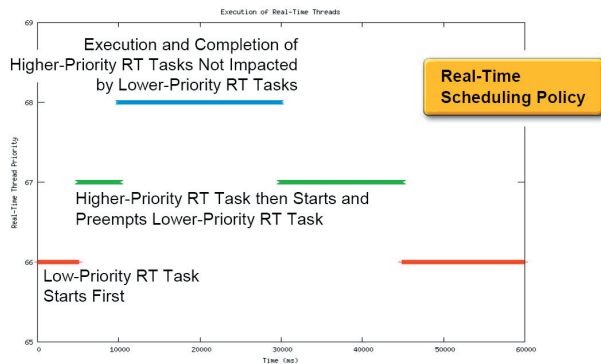 Execution of Real-Time Threads
69
Execution and Completion of
Higher-Priority RT Tasks Not Impacted
by Lower-Priority RT Tasks
Real-Time
Scheduling Policy
68
Real-Time Thread Priority
67
Higher-Priority RT Task then Starts and
Preempts Lower-Priority RT Task
66
Low-Priority RT Task
Starts First
65
0
10000
20000
30000
40000
50000
60000
Time (ms)